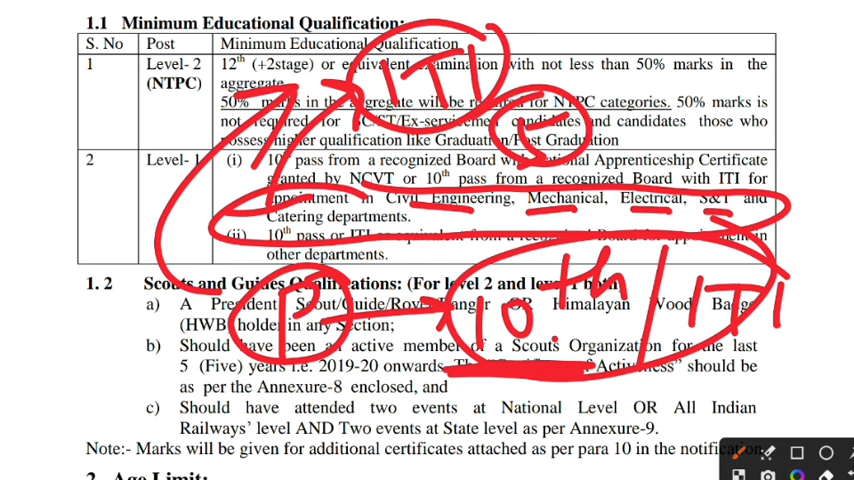 1.1 Minimum Educational Qualification:
S. No Post Minimum Educational Qualification
1 Level- 2 12th (+2stage) or equivalent examination with not less than 50% marks in the
(NTPC) aggregate
50% marks in the aggregate will be required for NTPC categories. 50% marks is
not required for SC/ST/Ex-servicemen candidates and candidates those who
possess higher qualification like Graduation/Post Graduation
ITI
2 Level- 1 (i) 10th pass from a recognized Board with National Apprenticeship Certificate
granted by NCVT or 10th pass from a recognized Board with ITI for
appointment in Civil Engineering, Mechanical, Electrical, S&T and
Catering departments.
(ii) 10th pass or ITI or equivalent from a recognized Board for appointment in
other departments.
1. 2 Scouts and Guides Qualifications: (For level 2 and level 1 both)
a) A President Scout/Guide/Rover/Ranger OR Himalayan Wood Badge
(HWB) holder in any Section;
10.th/ITI
b) Should have been an active member of a Scouts Organization for the last
5 (Five) years i.e. 2019-20 onwards. The of Activeness" should be
as per the Annexure-8 enclosed, and
c) Should have attended two events at National Level OR All Indian
Railways' level AND Two events at State level as per Annexure-9.
Note:- Marks will be given for additional certificates attached as per para 10 in the notification
2 Age Limit: